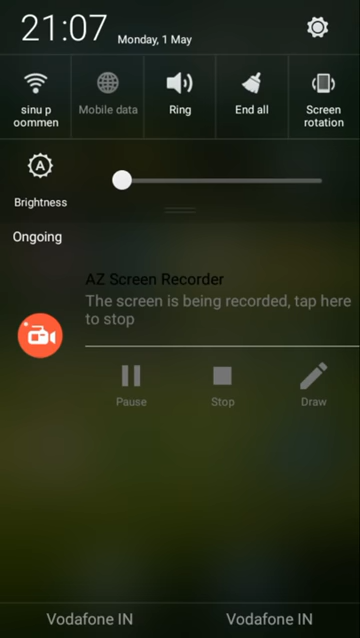 21:07 Monday, 1 May
sinu p oommen
Mobile data
Ring
End all
Screen rotation
A
Brightness
Ongoing
AZ Screen Recorder
The screen is being recorded, tap here
to stop
Pause Stop Draw
Vodafone IN Vodafone IN